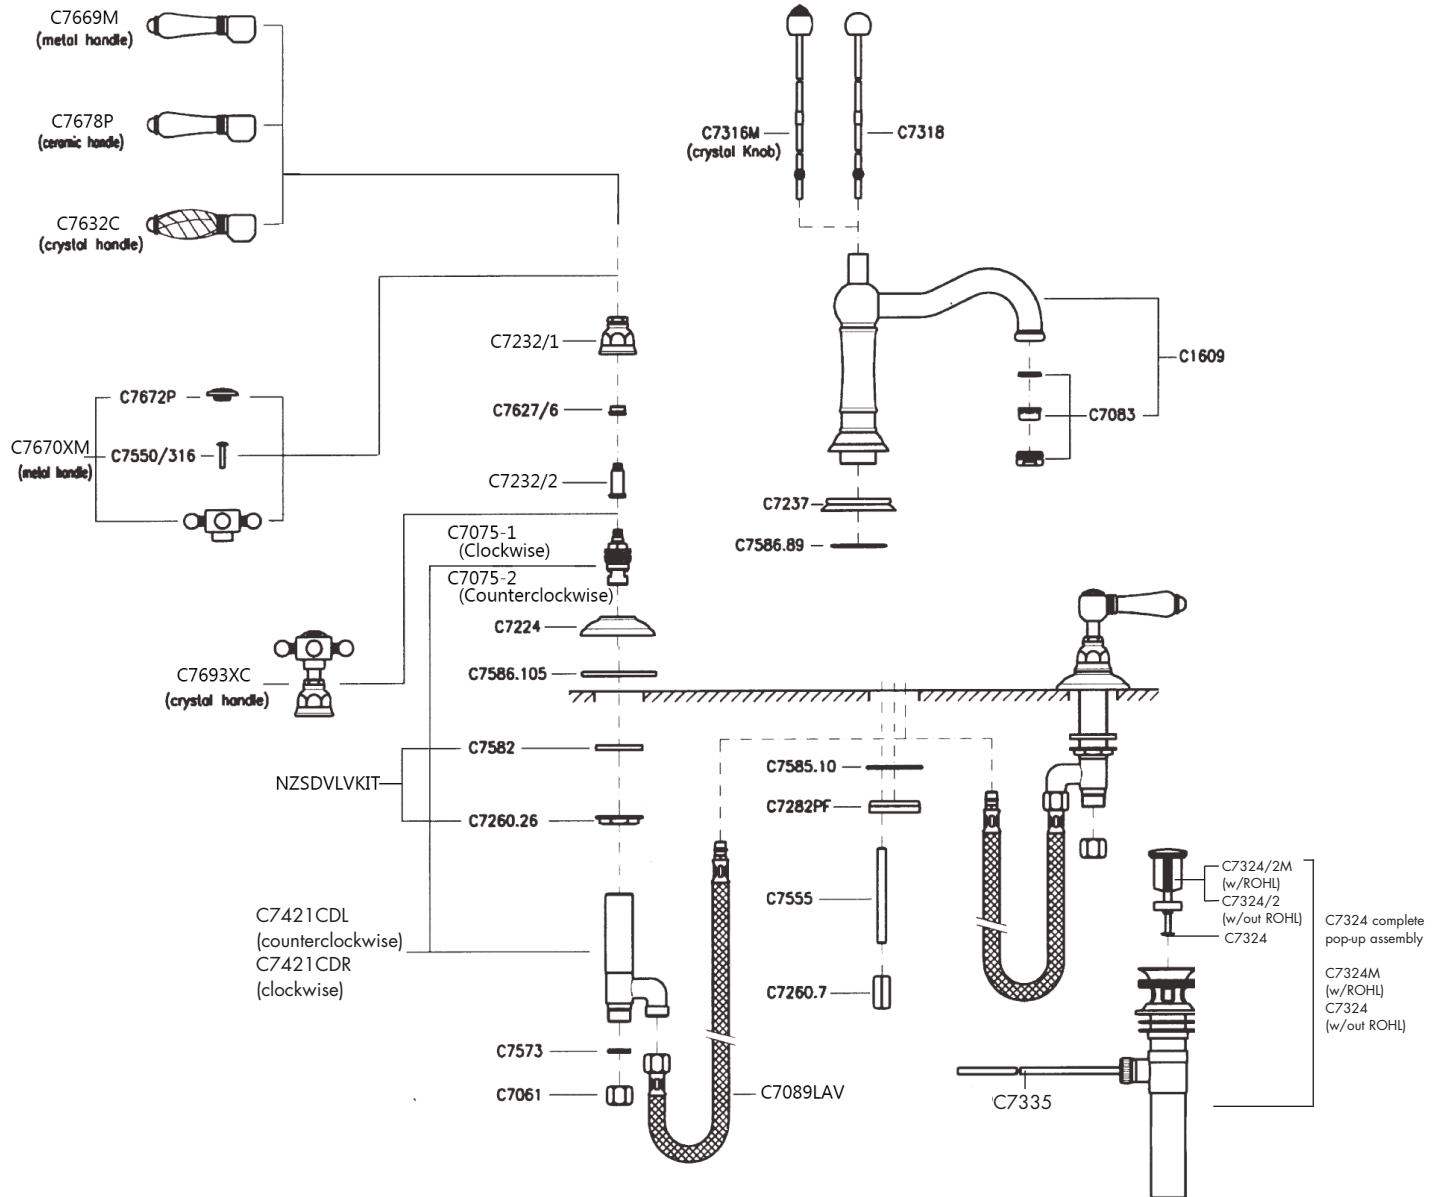 C7669M
(metal handle)
C7678P
(ceramic handle)
C7632C
(crystal handle)
C7316M
(crystal Knob)
C7318
C7232/1
C1609
C7672P
C7627/6
C7083
C7670XM
(metal handle)
C7550/316
C7232/2
C7237
C7075-1
(Clockwise)
C7586.89
C7075-2
(Counterclockwise)
C7224
C7693XC
(crystal handle)
C7586.105
C7582
NZSDVLVKIT
C7260.26
C7585.10
C7282PF
C7555
C7260.7
C7421CDL
(counterclockwise)
C7421CDR
(clockwise)
C7573
C7061
C7089LAV
C7335
C7324/2M
(w/ROHL)
C7324/2
(w/out ROHL)
C7324
C7324 complete
pop-up assembly
C7324M
(w/ROHL)
C7324
(w/out ROHL)